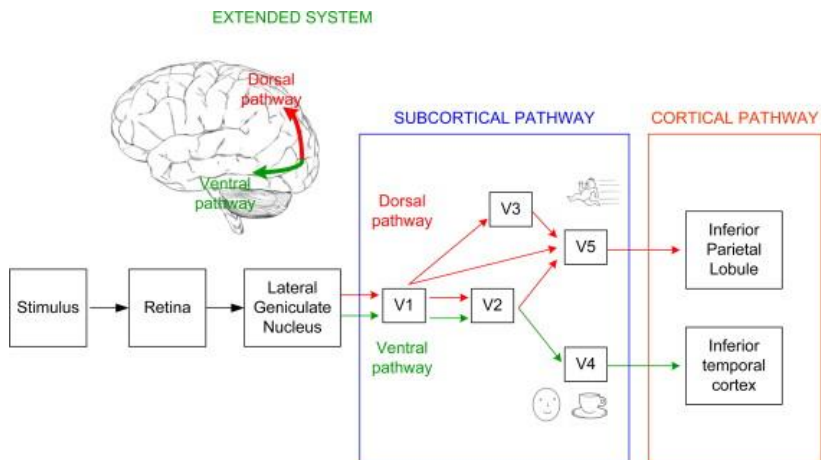 EXTENDED SYSTEM
Dorsal
pathway
Ventral
pathway
SUBCORTICAL PATHWAY
CORTICAL PATHWAY
Dorsal
pathway
V3
V5
Inferior
Parietal
Lobule
Stimulus
Retina
Lateral
Geniculate
Nucleus
V1
V2
Ventral
pathway
V4
Inferior
temporal
cortex